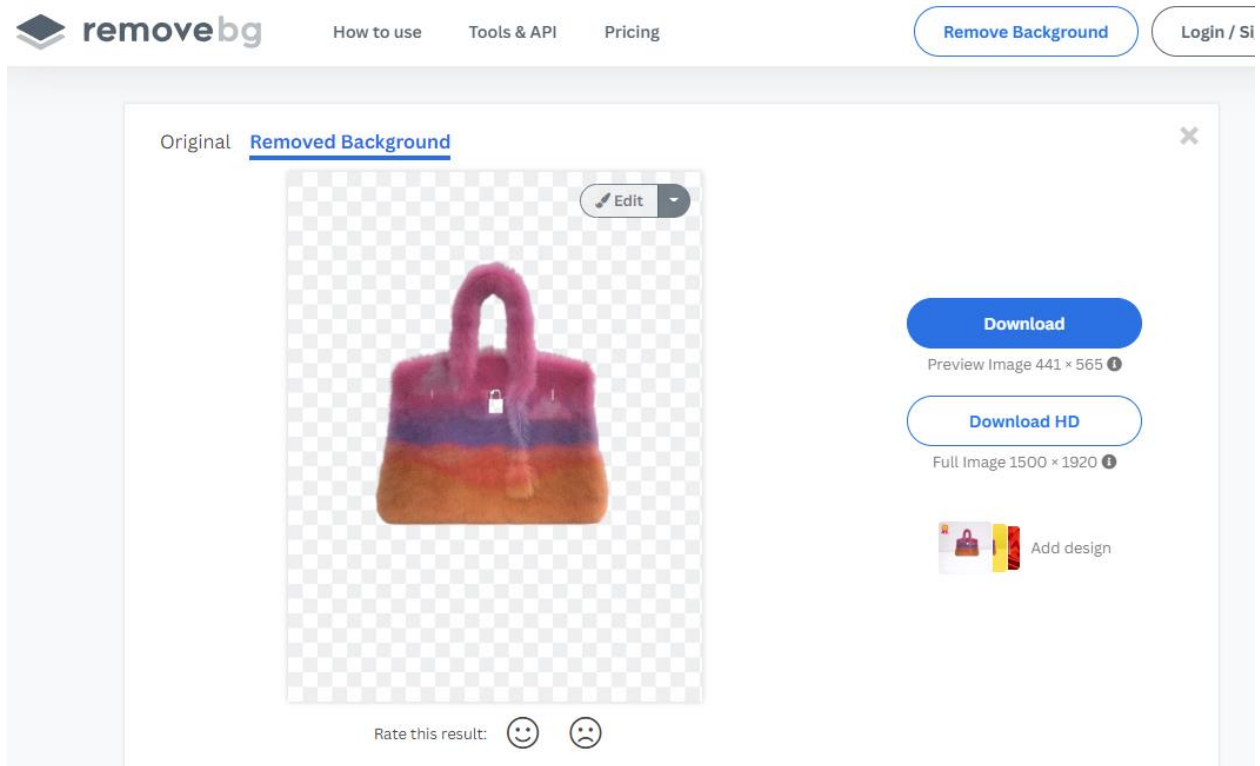 removebg
How to use
Tools & API
Pricing
Remove Background
Login / Si
Original
Removed Background
Edit
Download
Preview Image 441 × 565
Download HD
Full Image 1500 × 1920
Add design
Rate this result: